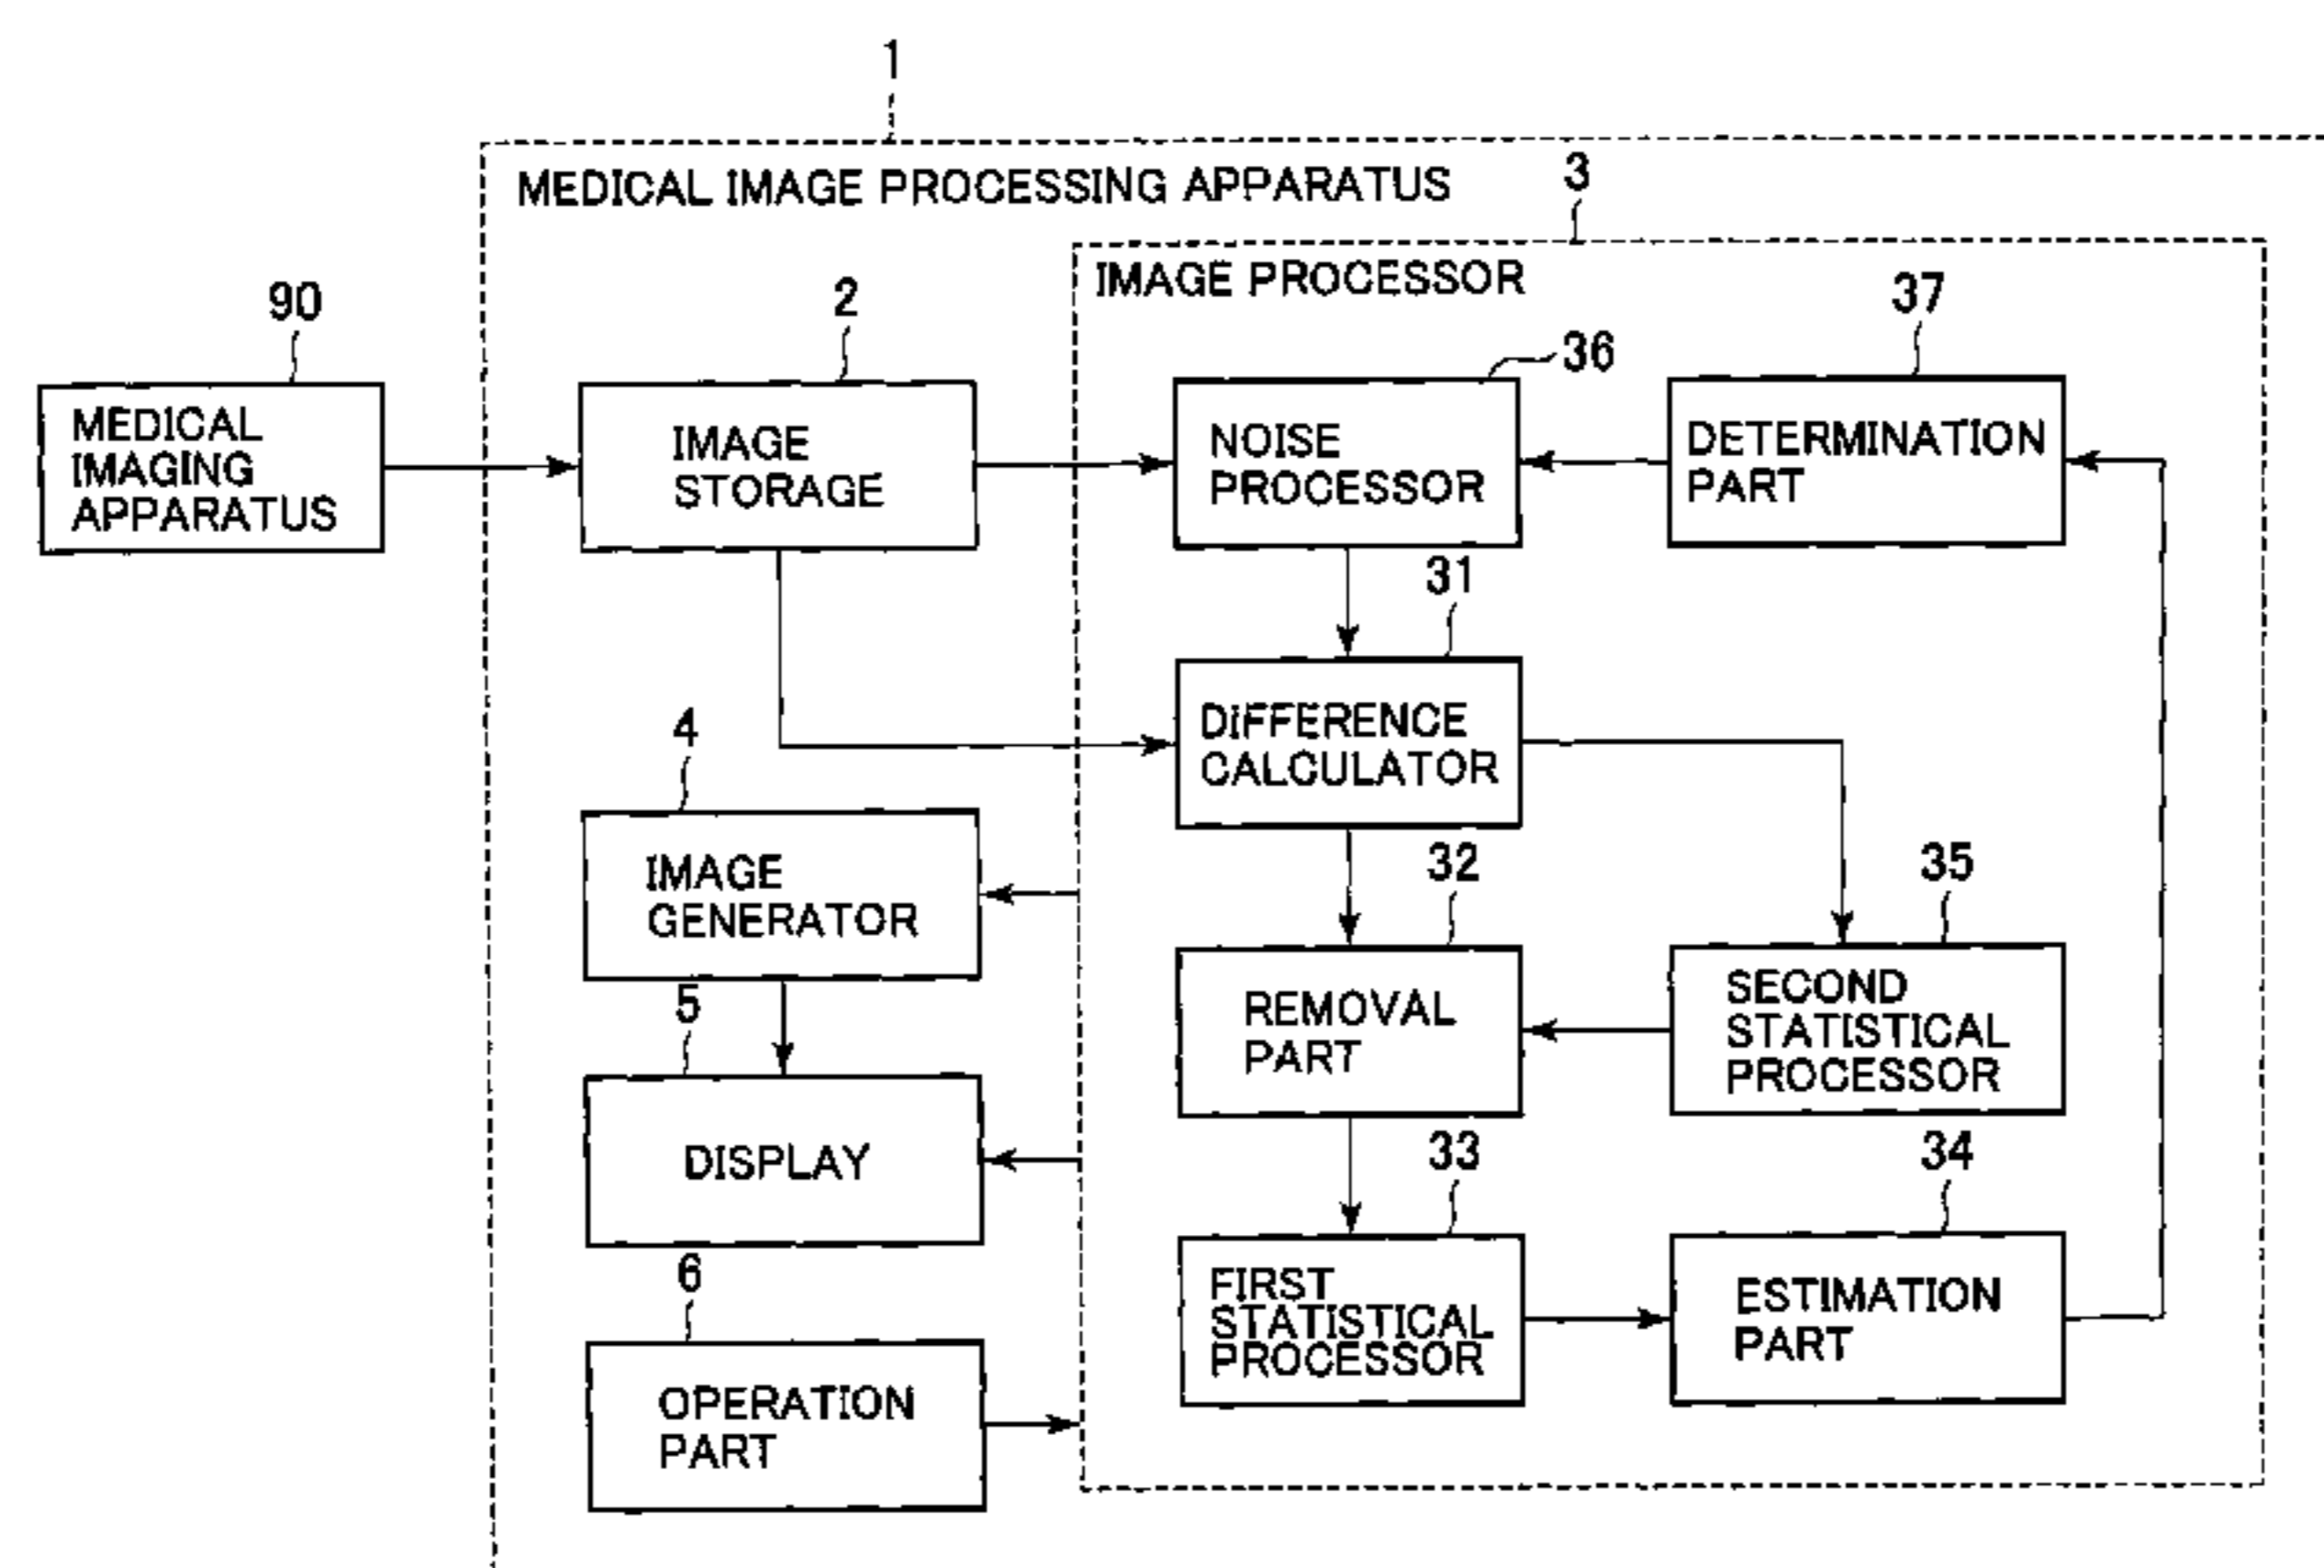 1
MEDICAL IMAGE PROCESSING APPARATUS
3
IMAGE PROCESSOR
90
MEDICAL
IMAGING
APPARATUS
2
IMAGE
STORAGE
36
NOISE
PROCESSOR
37
DETERMINATION
PART
31
DIFFERENCE
CALCULATOR
4
IMAGE
GENERATOR
32
REMOVAL
PART
35
SECOND
STATISTICAL
PROCESSOR
5
DISPLAY
33
FIRST
STATISTICAL
PROCESSOR
34
ESTIMATION
PART
6
OPERATION
PART